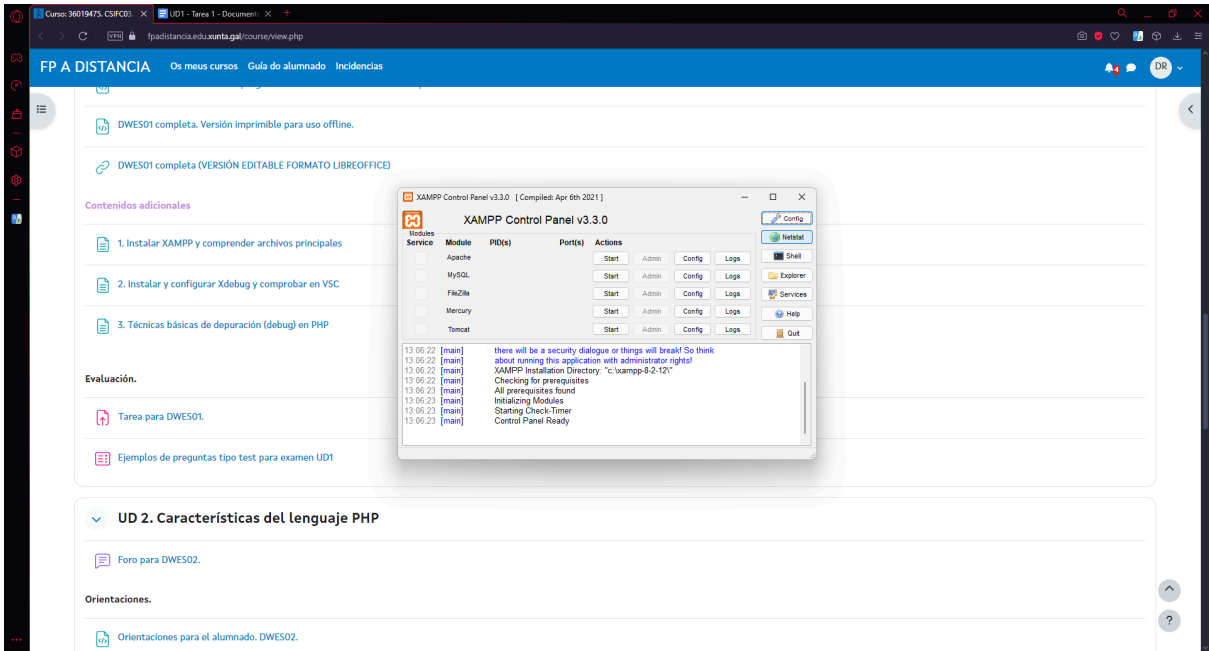 Curso: 36019475. CSIFC03.
UD1 - Tarea 1 - Document
VPN
fpadistancia.edu.xunta.gal/course/view.php
FP A DISTANCIA
Os meus cursos
Guía do alumnado
Incidencias
4
DR
DWES01 completa. Versión imprimible para uso offline.
DWES01 completa (VERSIÓN EDITABLE FORMATO LIBREOFFICE)
Contenidos adicionales
1. Instalar XAMPP y comprender archivos principales
2. Instalar y configurar Xdebug y comprobar en VSC
3. Técnicas básicas de depuración (debug) en PHP
Evaluación.
Tarea para DWES01.
Ejemplos de preguntas tipo test para examen UD1
XAMPP Control Panel v3.3.0 [ Compiled: Apr 6th 2021 ]
XAMPP Control Panel v3.3.0
Config
Modules
Service Module PID(s) Port(s) Actions
Netstat
Apache Start Admin Config Logs
Shell
MySQL Start Admin Config Logs
Explorer
FileZilla Start Admin Config Logs
Services
Mercury Start Admin Config Logs
Help
Tomcat Start Admin Config Logs
Quit
13:06:22 [main] there will be a security dialogue or things will break! So think
13:06:22 [main] about running this application with administrator rights!
13:06:22 [main] XAMPP Installation Directory: "c:\xampp-8-2-12\"
13:06:22 [main] Checking for prerequisites
13:06:23 [main] All prerequisites found
13:06:23 [main] Initializing Modules
13:06:23 [main] Starting Check-Timer
13:06:23 [main] Control Panel Ready
UD 2. Características del lenguaje PHP
Foro para DWES02.
Orientaciones.
Orientaciones para el alumnado. DWES02.
?